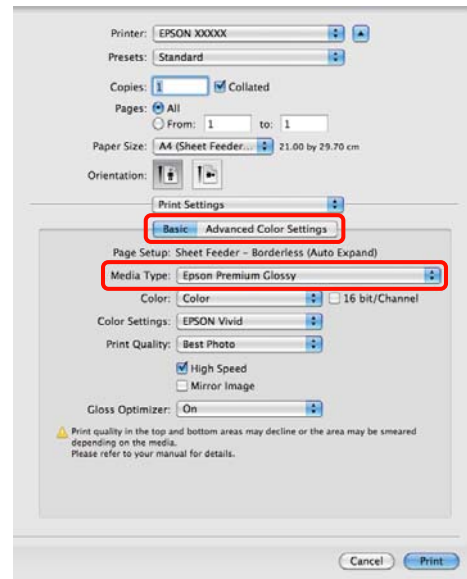 Printer: EPSON XXXXX
Presets: Standard
Copies: 1 Collated
Pages: All
From: 1 to: 1
Paper Size: A4 (Sheet Feeder... 21.00 by 29.70 cm
Orientation:
Print Settings
Basic Advanced Color Settings
Page Setup: Sheet Feeder - Borderless (Auto Expand)
Media Type: Epson Premium Glossy
Color: Color 16 bit/Channel
Color Settings: EPSON Vivid
Print Quality: Best Photo
High Speed
Mirror Image
Gloss Optimizer: On
Print quality in the top and bottom areas may decline or the area may be smeared
depending on the media.
Please refer to your manual for details.
Cancel Print